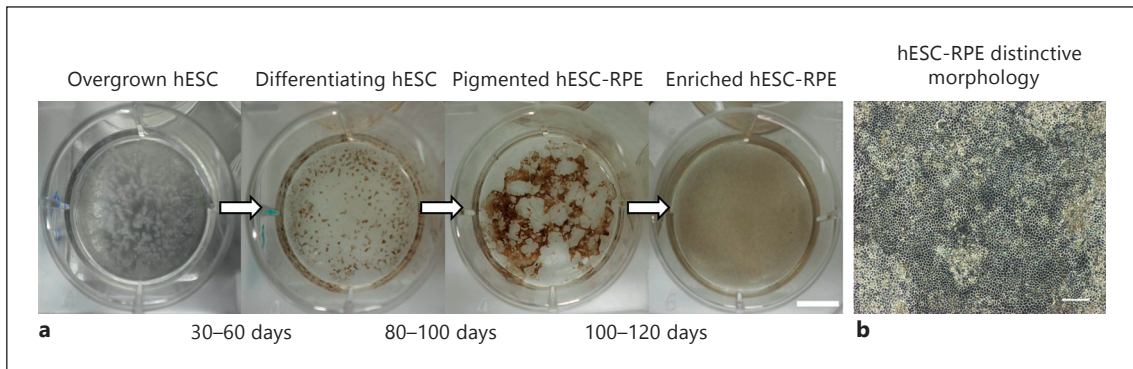 Overgrown hESC
Differentiating hESC
Pigmented hESC-RPE
Enriched hESC-RPE
hESC-RPE distinctive
morphology
a
30–60 days
80–100 days
100–120 days
b